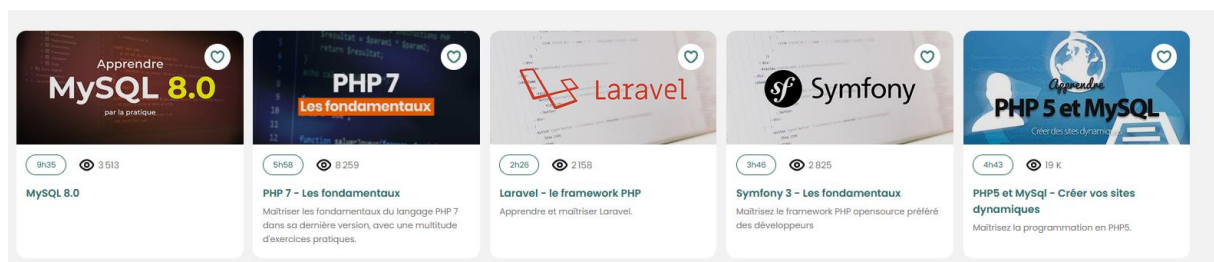 Apprendre
MySQL 8.0
par la pratique
9h35 3 513
MySQL 8.0
PHP 7
Les fondamentaux
5h58 8 259
PHP 7 - Les fondamentaux
Maîtriser les fondamentaux du langage PHP 7
dans sa dernière version, avec une multitude
d'exercices pratiques.
Laravel
2h26 2 158
Laravel - le framework PHP
Apprendre et maîtriser Laravel.
sf Symfony
3h46 2 825
Symfony 3 - Les fondamentaux
Maîtrisez le framework PHP opensource préféré
des développeurs
Apprendre
PHP 5 et MySQL
Créer des sites dynamiques
4h43 19 K
PHP5 et MySql - Créer vos sites
dynamiques
Maîtrisez la programmation en PHP5.